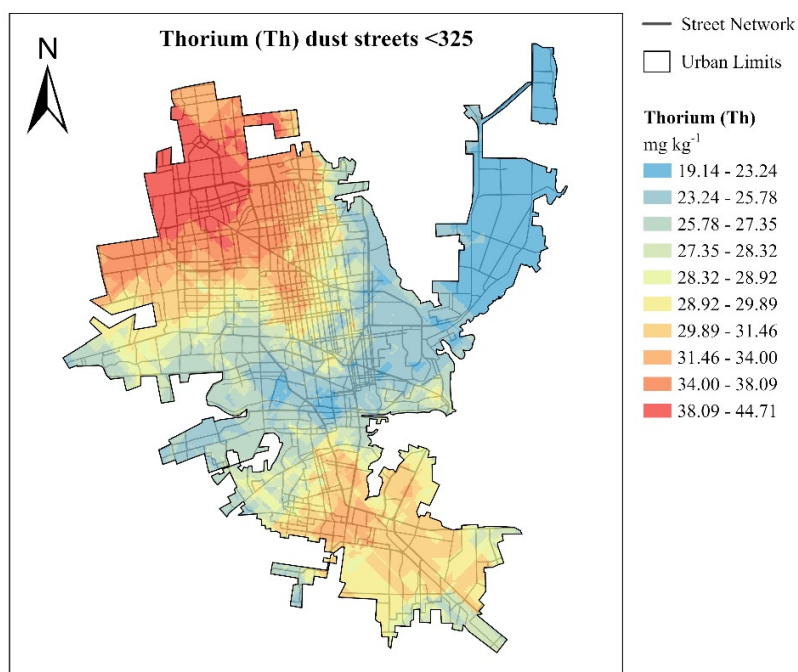 Thorium (Th) dust streets <325
N
Street Network
Urban Limits
Thorium (Th)
mg kg⁻¹
19.14 - 23.24
23.24 - 25.78
25.78 - 27.35
27.35 - 28.32
28.32 - 28.92
28.92 - 29.89
29.89 - 31.46
31.46 - 34.00
34.00 - 38.09
38.09 - 44.71